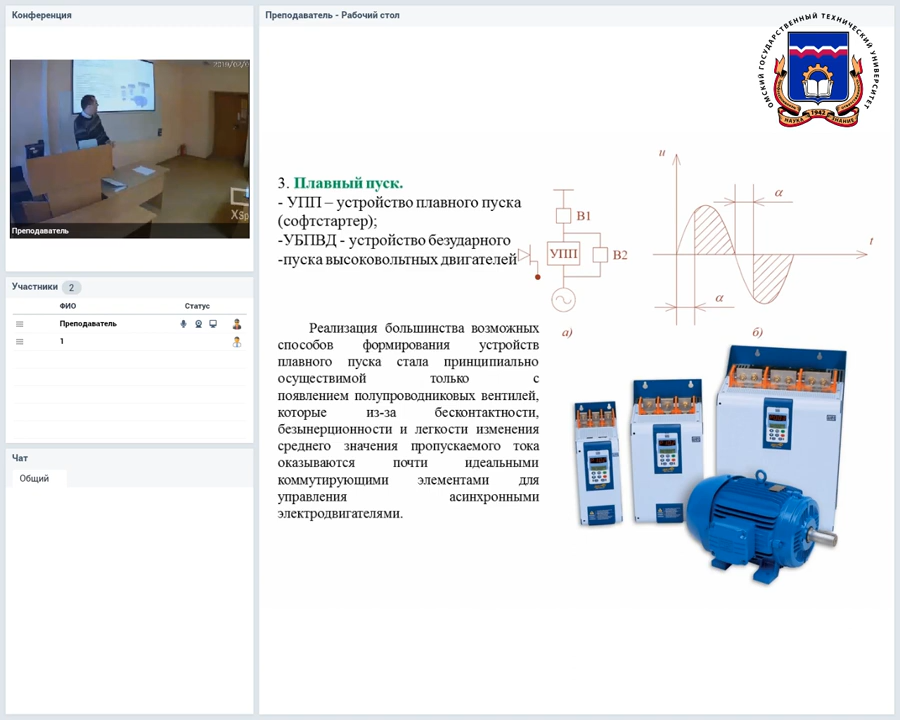 Конференция
Преподаватель
Участники 2
ФИО Статус
Преподаватель
1
Чат
Общий
Преподаватель - Рабочий стол
ОМСКИЙ ГОСУДАРСТВЕННЫЙ ТЕХНИЧЕСКИЙ УНИВЕРСИТЕТ
НАУКА 1942 ЗНАНИЕ
3. Плавный пуск.
- УПП – устройство плавного пуска
(софтстартер);
-УБПВД - устройство безударного
-пуска высоковольтных двигателей
В1
УПП
В2
а)
u
α
t
α
б)
Реализация большинства возможных
способов формирования устройств
плавного пуска стала принципиально
осуществимой только с
появлением полупроводниковых вентилей,
которые из-за бесконтактности,
безынерционности и легкости изменения
среднего значения пропускаемого тока
оказываются почти идеальными
коммутирующими элементами для
управления асинхронными
электродвигателями.